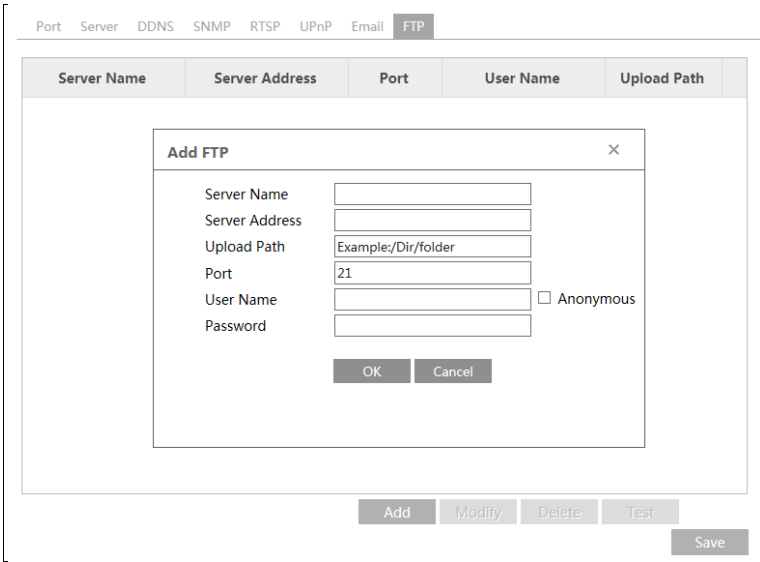 Port Server DDNS SNMP RTSP UPnP Email FTP
Server Name Server Address Port User Name Upload Path
Add FTP ×
Server Name
Server Address
Upload Path Example:/Dir/folder
Port 21
User Name Anonymous
Password
OK Cancel
Add Modify Delete Test
Save